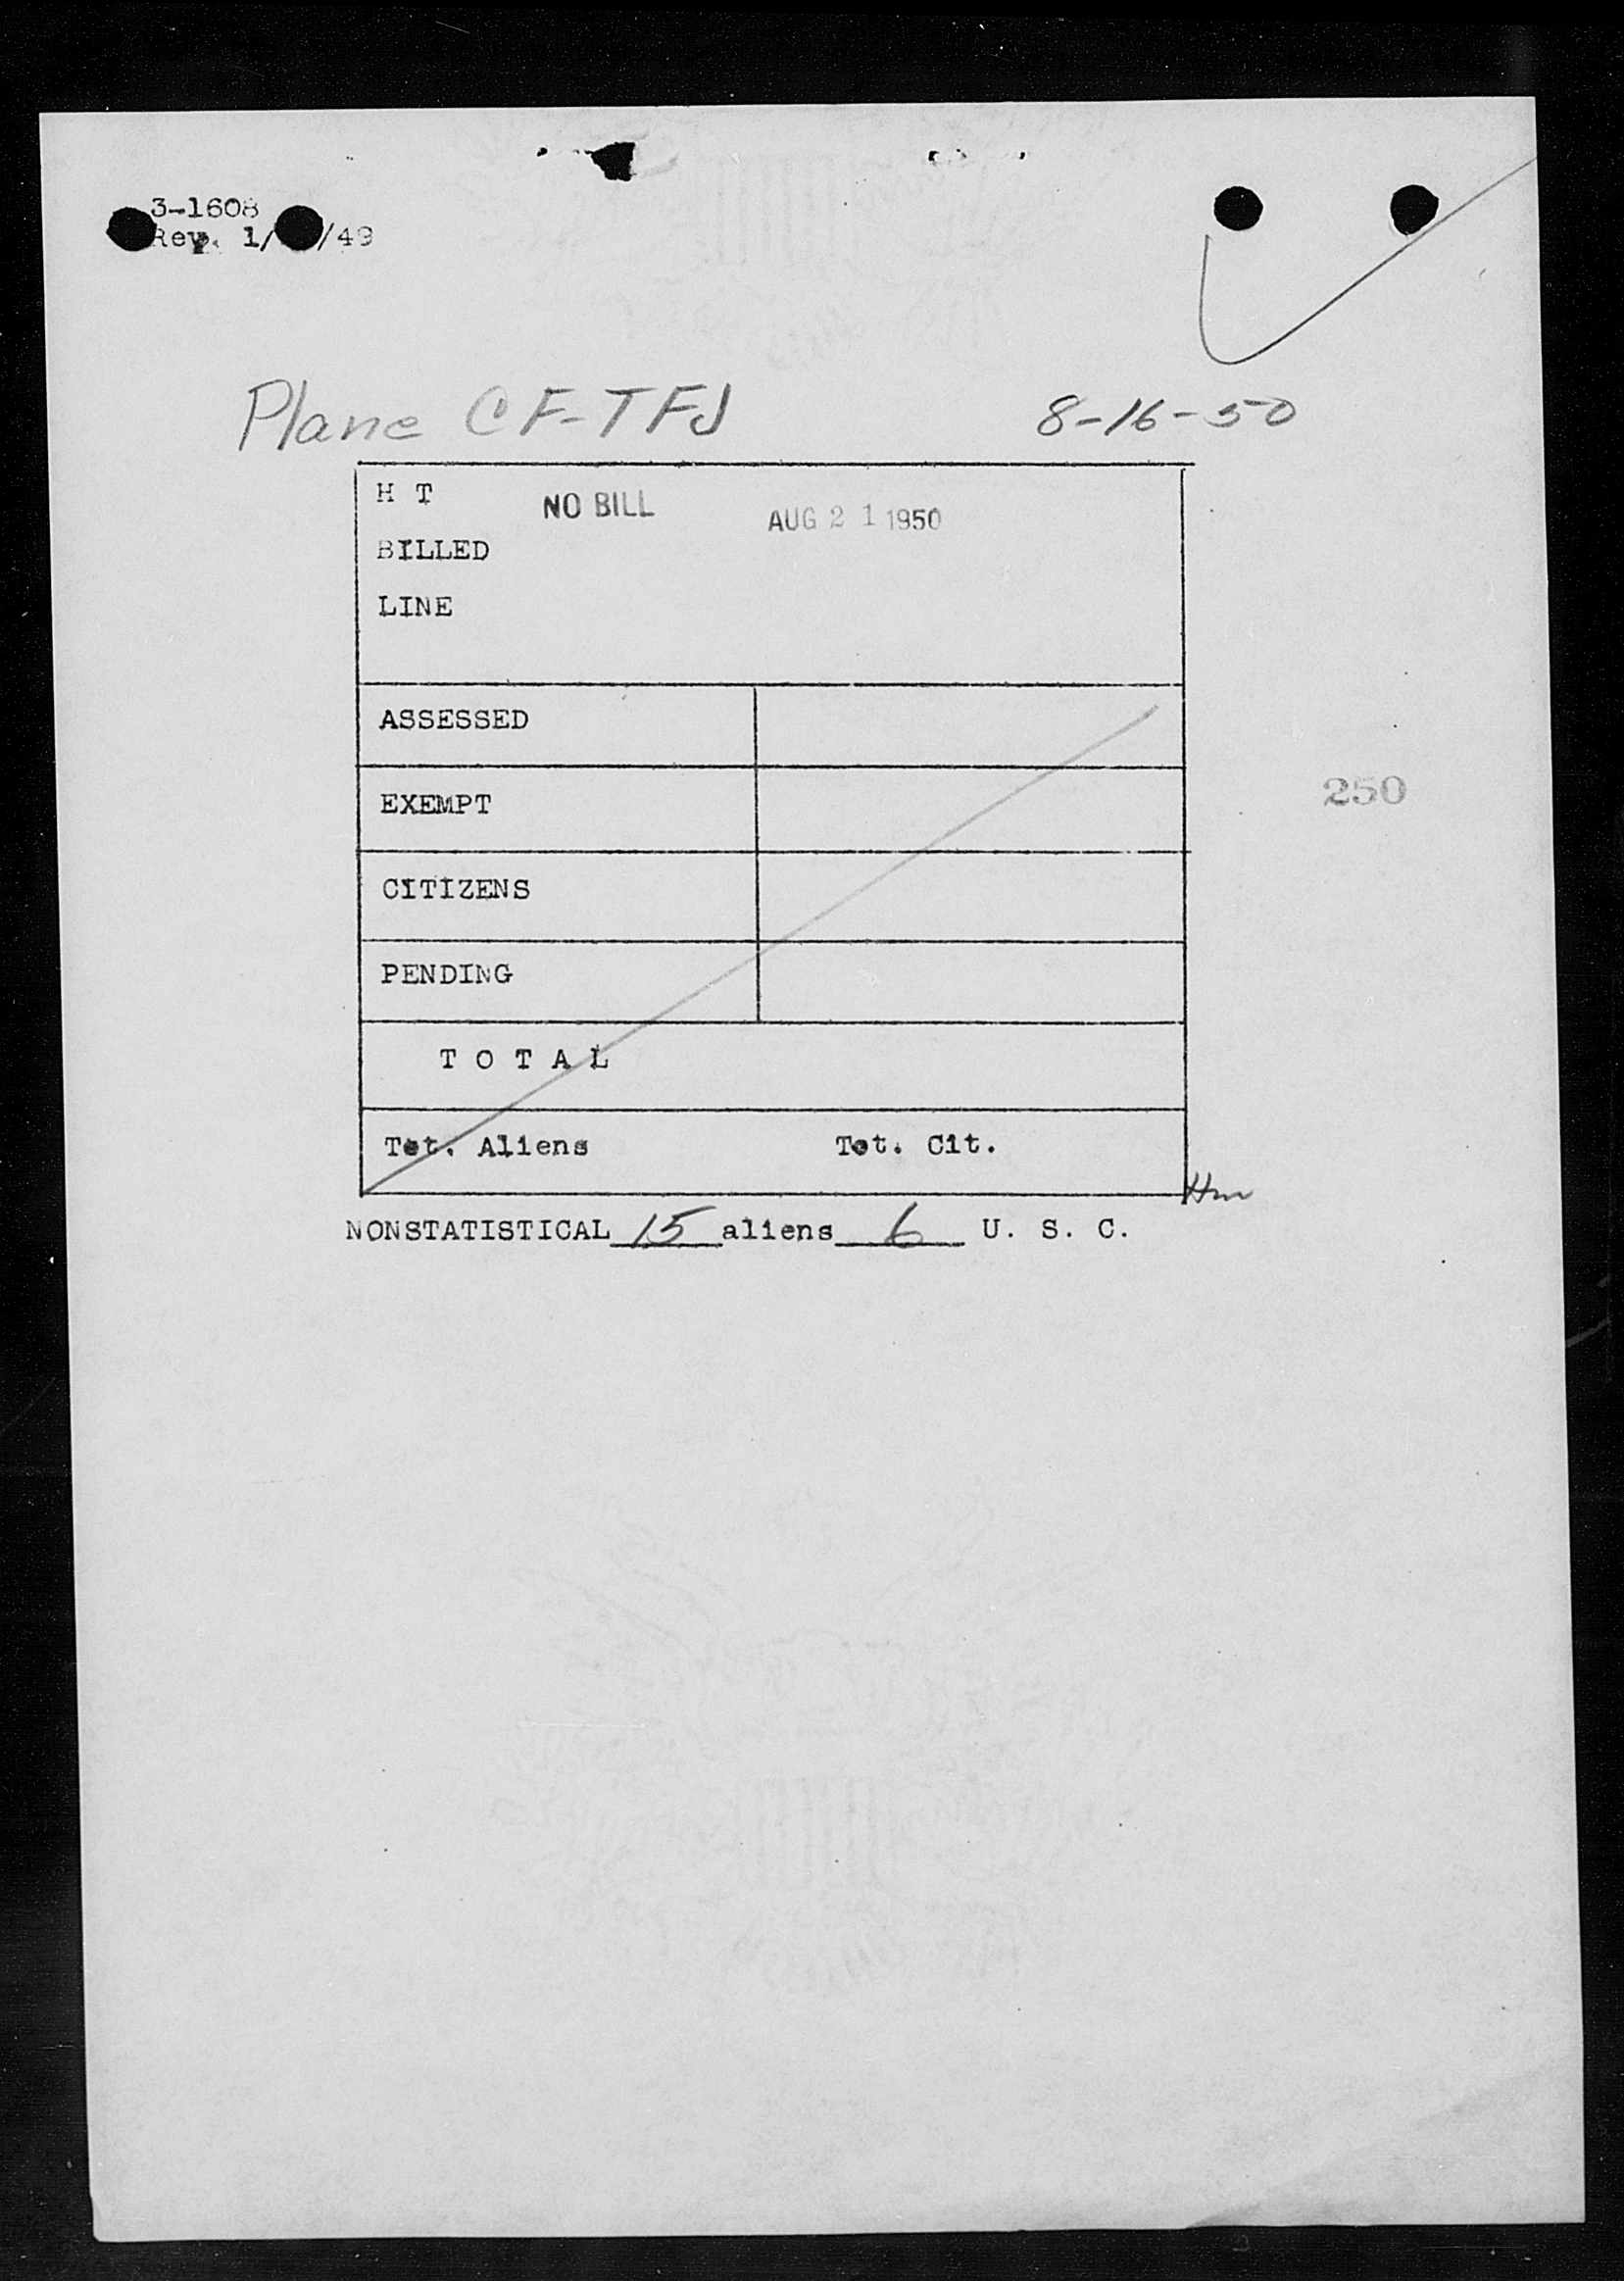 3-1608
Rev. 1/ /49
Plane CF-TFJ 8-16-50
H T NO BILL AUG 21 1950
BILLED
LINE
ASSESSED
EXEMPT
250
CITIZENS
PENDING
T O T A L
Tot. Aliens Tot. Cit.
NONSTATISTICAL 15 aliens 6 U. S. C.